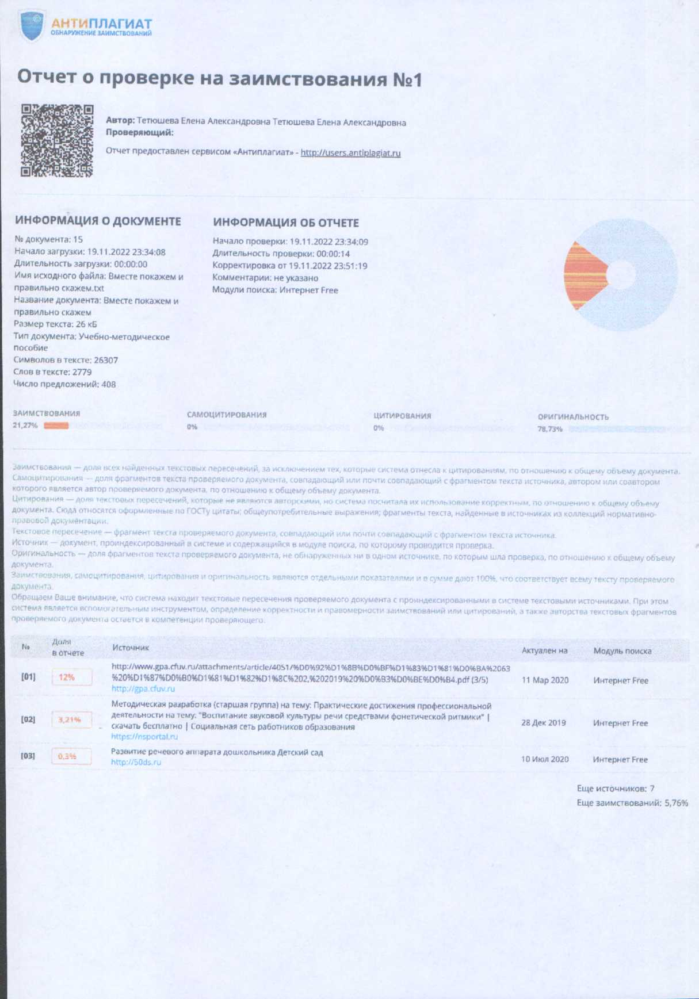 АНТИПЛАГИАТ
ОБНАРУЖЕНИЕ ЗАИМСТВОВАНИЙ
Отчет о проверке на заимствования №1
Автор: Тетюшева Елена Александровна Тетюшева Елена Александровна
Проверяющий:
Отчет предоставлен сервисом «Антиплагиат» - http://users.antiplagiat.ru
ИНФОРМАЦИЯ О ДОКУМЕНТЕ
№ документа: 15
Начало загрузки: 19.11.2022 23:34:08
Длительность загрузки: 00:00:00
Имя исходного файла: Вместе покажем и
правильно скажем.txt
Название документа: Вместе покажем и
правильно скажем
Размер текста: 26 кБ
Тип документа: Учебно-методическое
пособие
Символов в тексте: 26307
Слов в тексте: 2779
Число предложений: 408
ИНФОРМАЦИЯ ОБ ОТЧЕТЕ
Начало проверки: 19.11.2022 23:34:09
Длительность проверки: 00:00:14
Корректировка от 19.11.2022 23:51:19
Комментарии: не указано
Модули поиска: Интернет Free
ЗАИМСТВОВАНИЯ
21,27%
САМОЦИТИРОВАНИЯ
0%
ЦИТИРОВАНИЯ
0%
ОРИГИНАЛЬНОСТЬ
78,73%
Заимствования — доля всех найденных текстовых пересечений, за исключением тех, которые система отнесла к цитированиям, по отношению к общему объему документа.
Самоцитирования — доля фрагментов текста проверяемого документа, совпадающий или почти совпадающий с фрагментом текста источника, автором или соавтором
которого является автор проверяемого документа, по отношению к общему объему документа.
Цитирования — доля текстовых пересечений, которые не являются авторскими, но система посчитала их использование корректным, по отношению к общему объему
документа. Сюда относятся оформленные по ГОСТу цитаты; общеупотребительные выражения; фрагменты текста, найденные в источниках из коллекций нормативно-
правовой документации.
Текстовое пересечение — фрагмент текста проверяемого документа, совпадающий или почти совпадающий с фрагментом текста источника.
Источник — документ, проиндексированный в системе и содержащийся в модуле поиска, по которому проводится проверка.
Оригинальность — доля фрагментов текста проверяемого документа, не обнаруженных ни в одном источнике, по которым шла проверка, по отношению к общему объему
документа.
Заимствования, самоцитирования, цитирования и оригинальность являются отдельными показателями и в сумме дают 100%, что соответствует всему тексту проверяемого
документа.
Обращаем Ваше внимание, что система находит текстовые пересечения проверяемого документа с проиндексированными в системе текстовыми источниками. При этом
система является вспомогательным инструментом, определение корректности и правомерности заимствований или цитирований, а также авторства текстовых фрагментов
проверяемого документа остается в компетенции проверяющего.
№ Доля в отчете Источник Актуален на Модуль поиска
[01] 12% http://www.gpa.cfuv.ru/attachments/article/4051/%D0%92%D1%8B%D0%BF%D1%83%D1%81%D0%BA%2063
%20%D1%87%D0%B0%D1%81%D1%82%D1%8C%202,%202019%20%D0%B3%D0%BE%D0%B4.pdf (3/5) 11 Мар 2020 Интернет Free
http://gpa.cfuv.ru
Методическая разработка (старшая группа) на тему: Практические достижения профессиональной
[02] 3,21% деятельности на тему: "Воспитание звуковой культуры речи средствами фонетической ритмики" | 28 Дек 2019 Интернет Free
скачать бесплатно | Социальная сеть работников образования
https://nsportal.ru
[03] 0,3% Развитие речевого аппарата дошкольника Детский сад 10 Июл 2020 Интернет Free
http://50ds.ru
Еще источников: 7
Еще заимствований: 5,76%